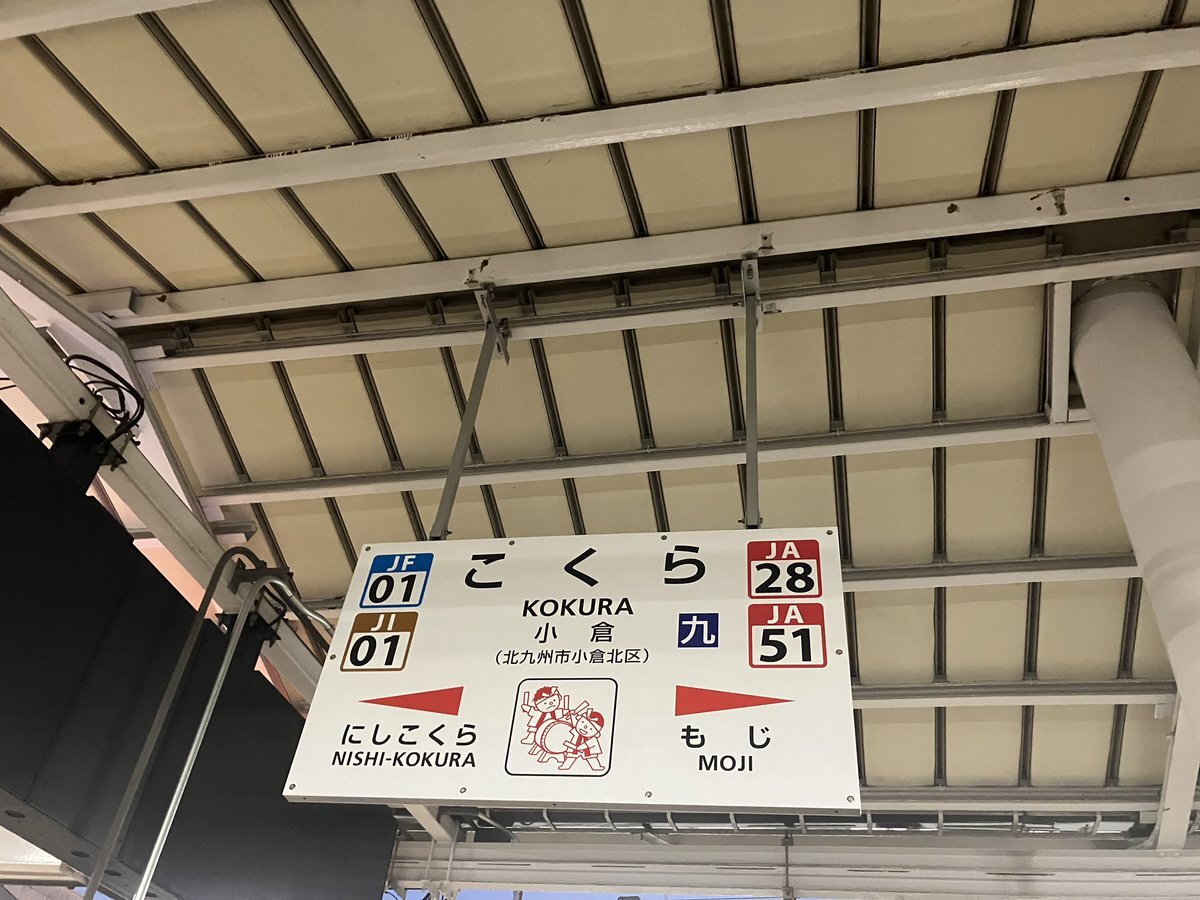 JF
01
こくら
JA
28
KOKURA
小倉
九
JI
01
JA
51
(北九州市小倉北区)
にしこくら
NISHI-KOKURA
もじ
MOJI